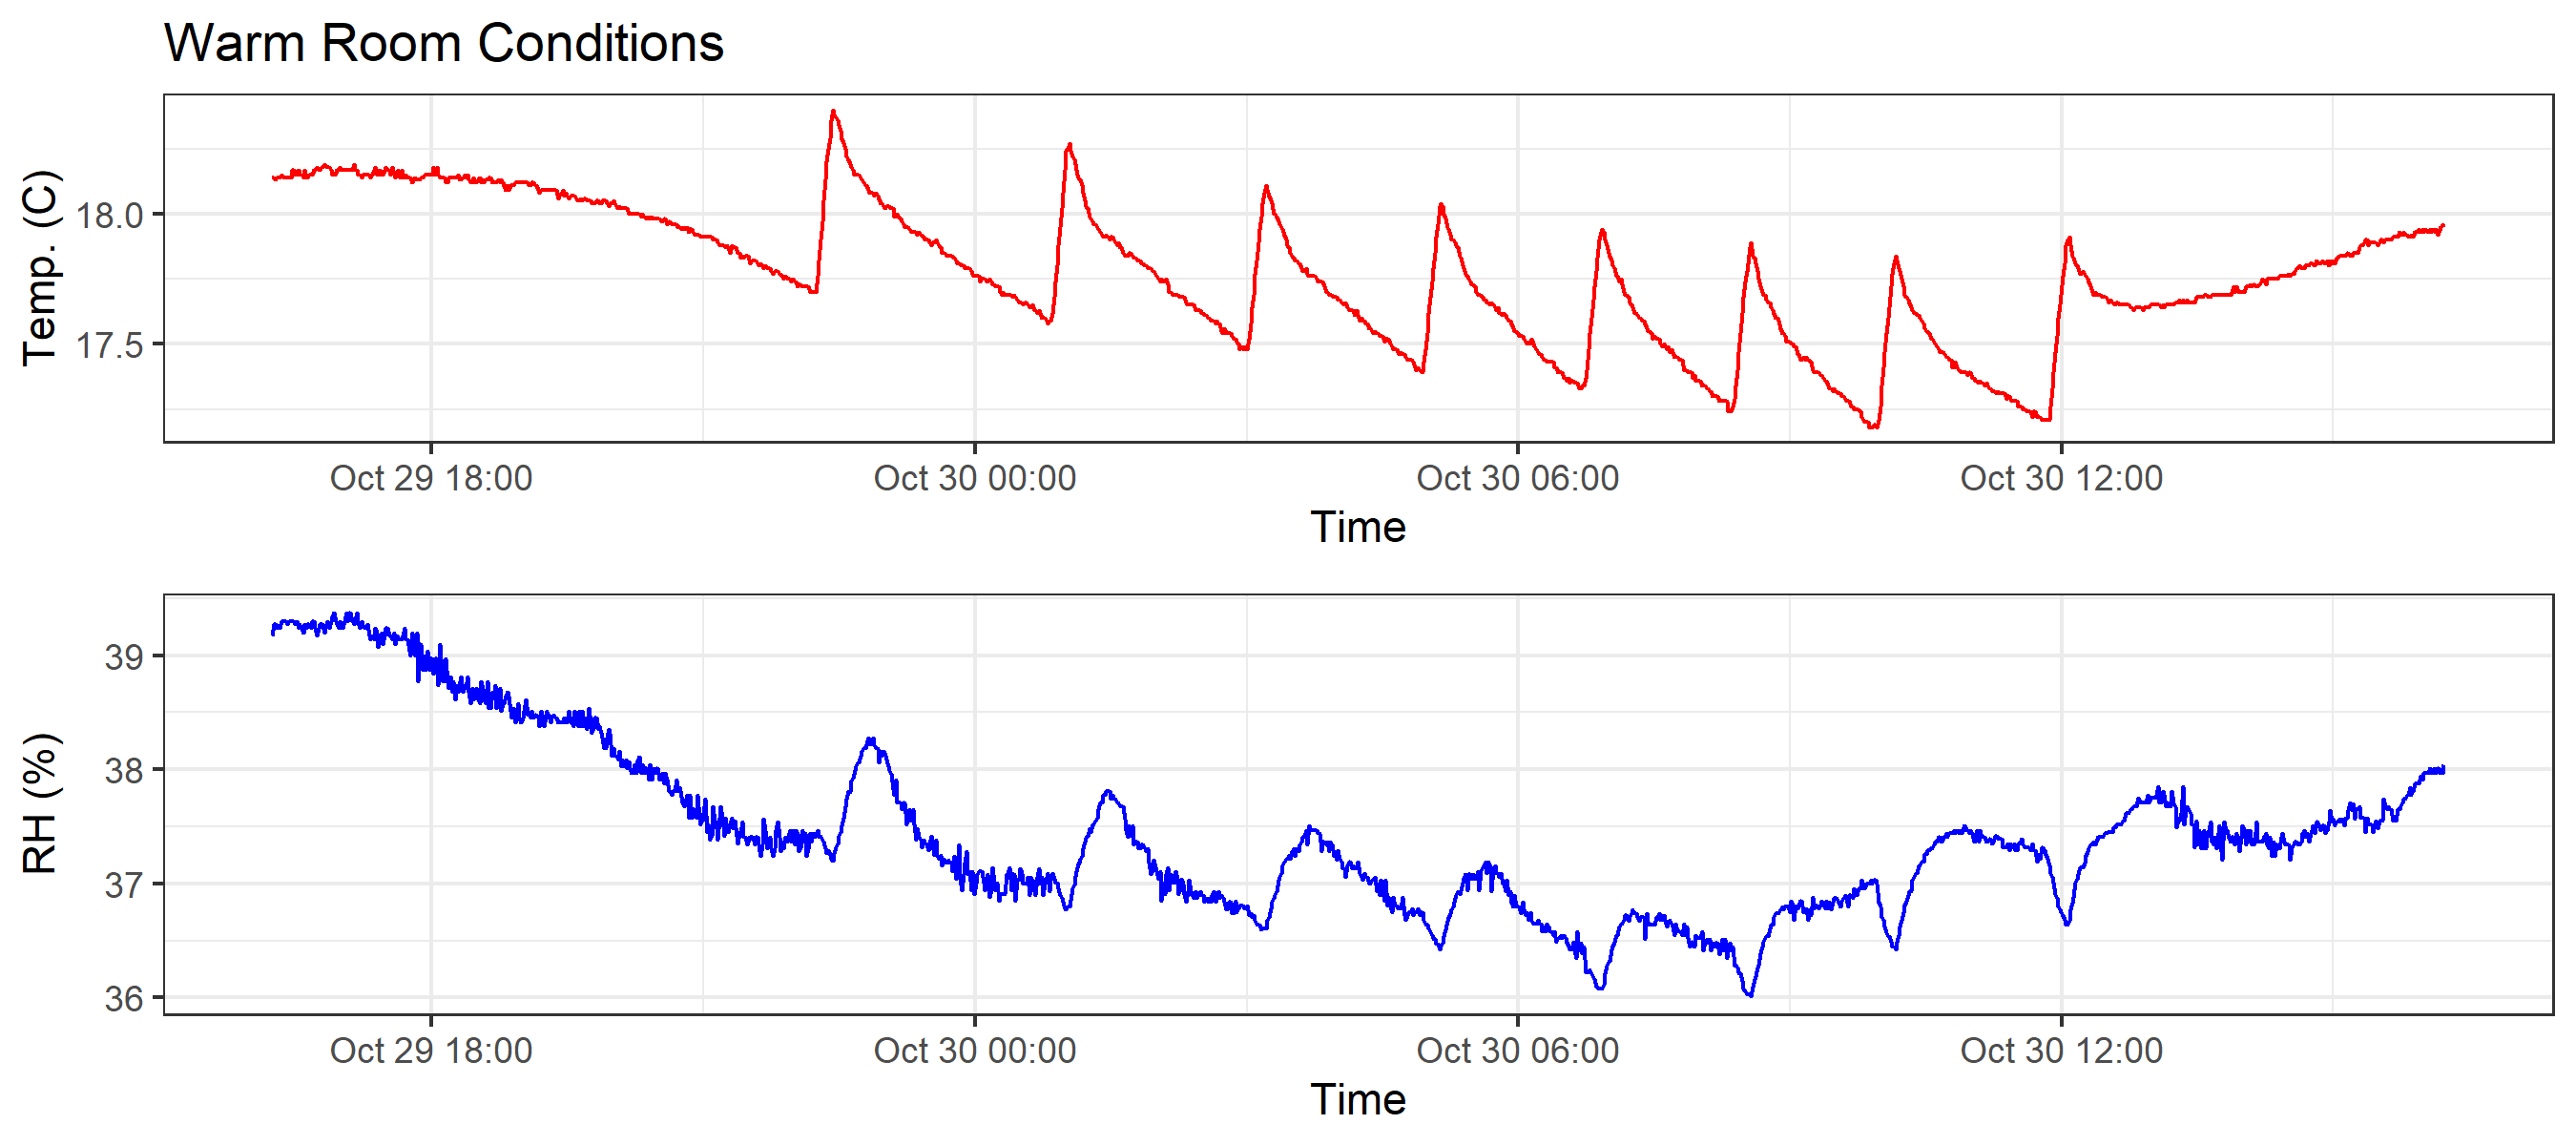 Warm Room Conditions
Temp. (C)
18.0
17.5
Oct 29 18:00 Oct 30 00:00 Oct 30 06:00 Oct 30 12:00
Time
RH (%)
39
38
37
36
Oct 29 18:00 Oct 30 00:00 Oct 30 06:00 Oct 30 12:00
Time